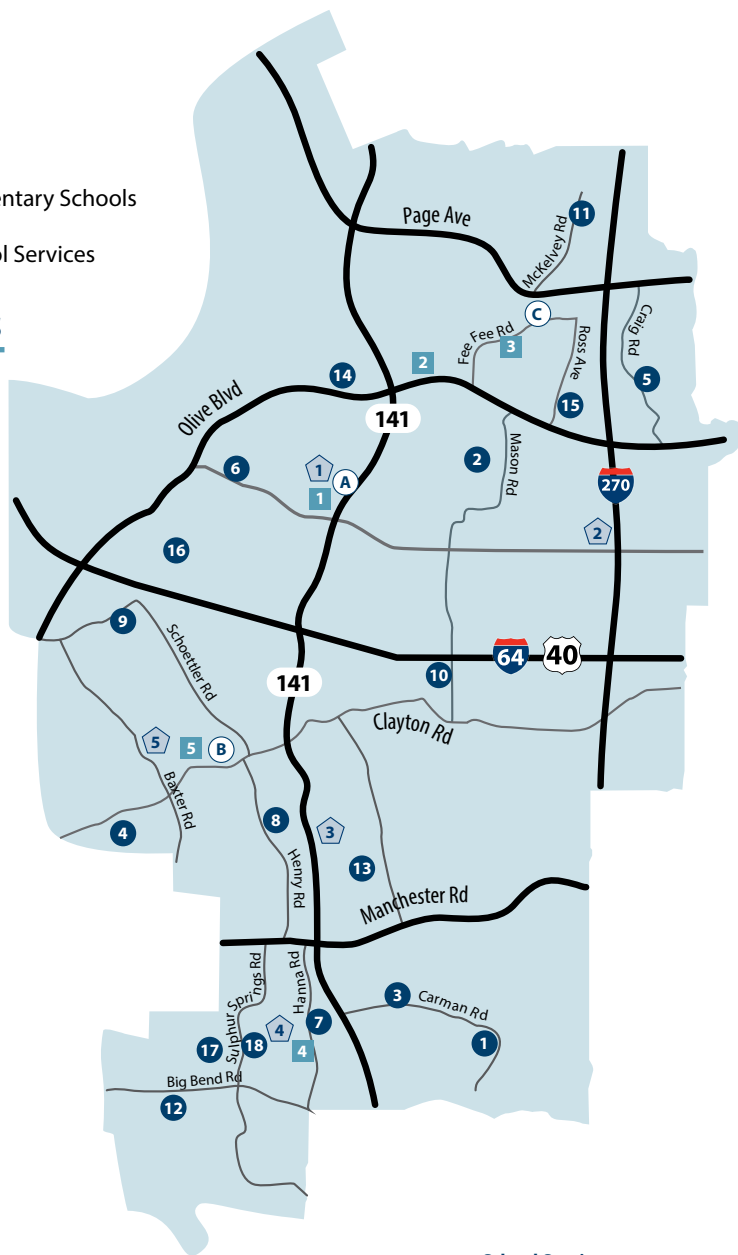 entary Schools
ol Services
Page Ave
McKelvey Rd
11
C
Fee Fee Rd
3
Ross Ave
Craig Rd
5
2
14
Olive Blvd
141
15
6
1
A
1
2
Mason Rd
270
2
16
9
Schoettler Rd
64
40
10
141
Clayton Rd
5
5
B
Baxter Rd
4
8
3
Henry Rd
13
Manchester Rd
Sulphur Springs Rd
Hanna Rd
3
Carman Rd
7
4
4
17
18
1
Big Bend Rd
12